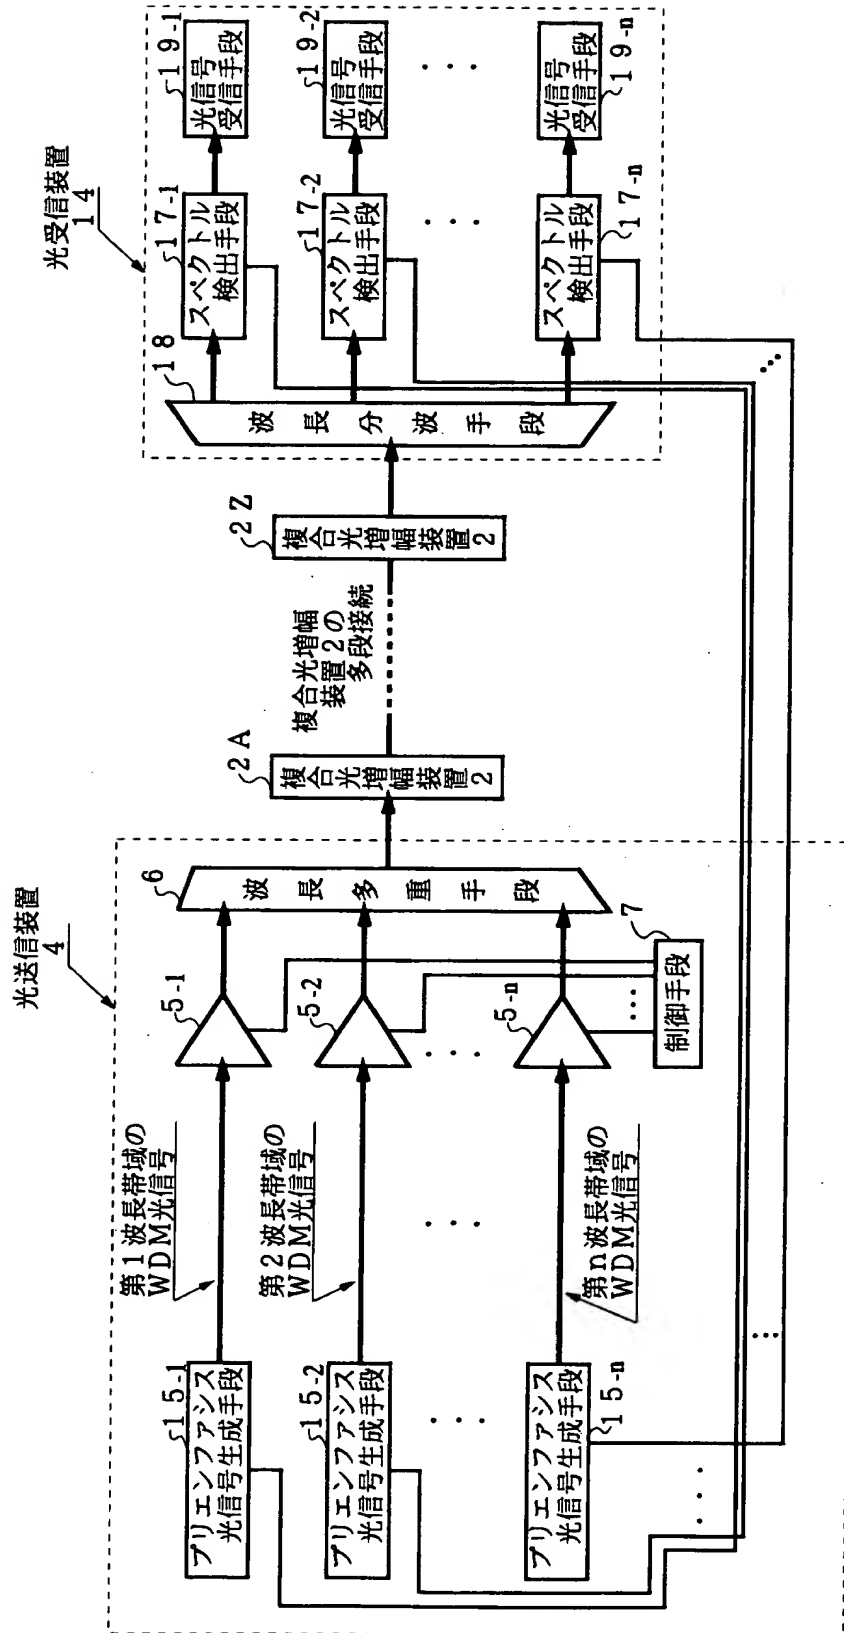 光送信装置
4
プリエンファシス
光信号生成手段
15-1
第1波長帯域の
WDM光信号
5-1
プリエンファシス
光信号生成手段
15-2
第2波長帯域の
WDM光信号
5-2
プリエンファシス
光信号生成手段
15-n
第n波長帯域の
WDM光信号
5-n
6
波長多重手段
7
制御手段
2A
複合光増幅装置2
複合光増幅
装置2の
多段接続
2Z
複合光増幅装置2
光受信装置
14
18
波長分波手段
17-1
スペクトル
検出手段
19-1
光信号
受信手段
17-2
スペクトル
検出手段
19-2
光信号
受信手段
17-n
スペクトル
検出手段
19-n
光信号
受信手段